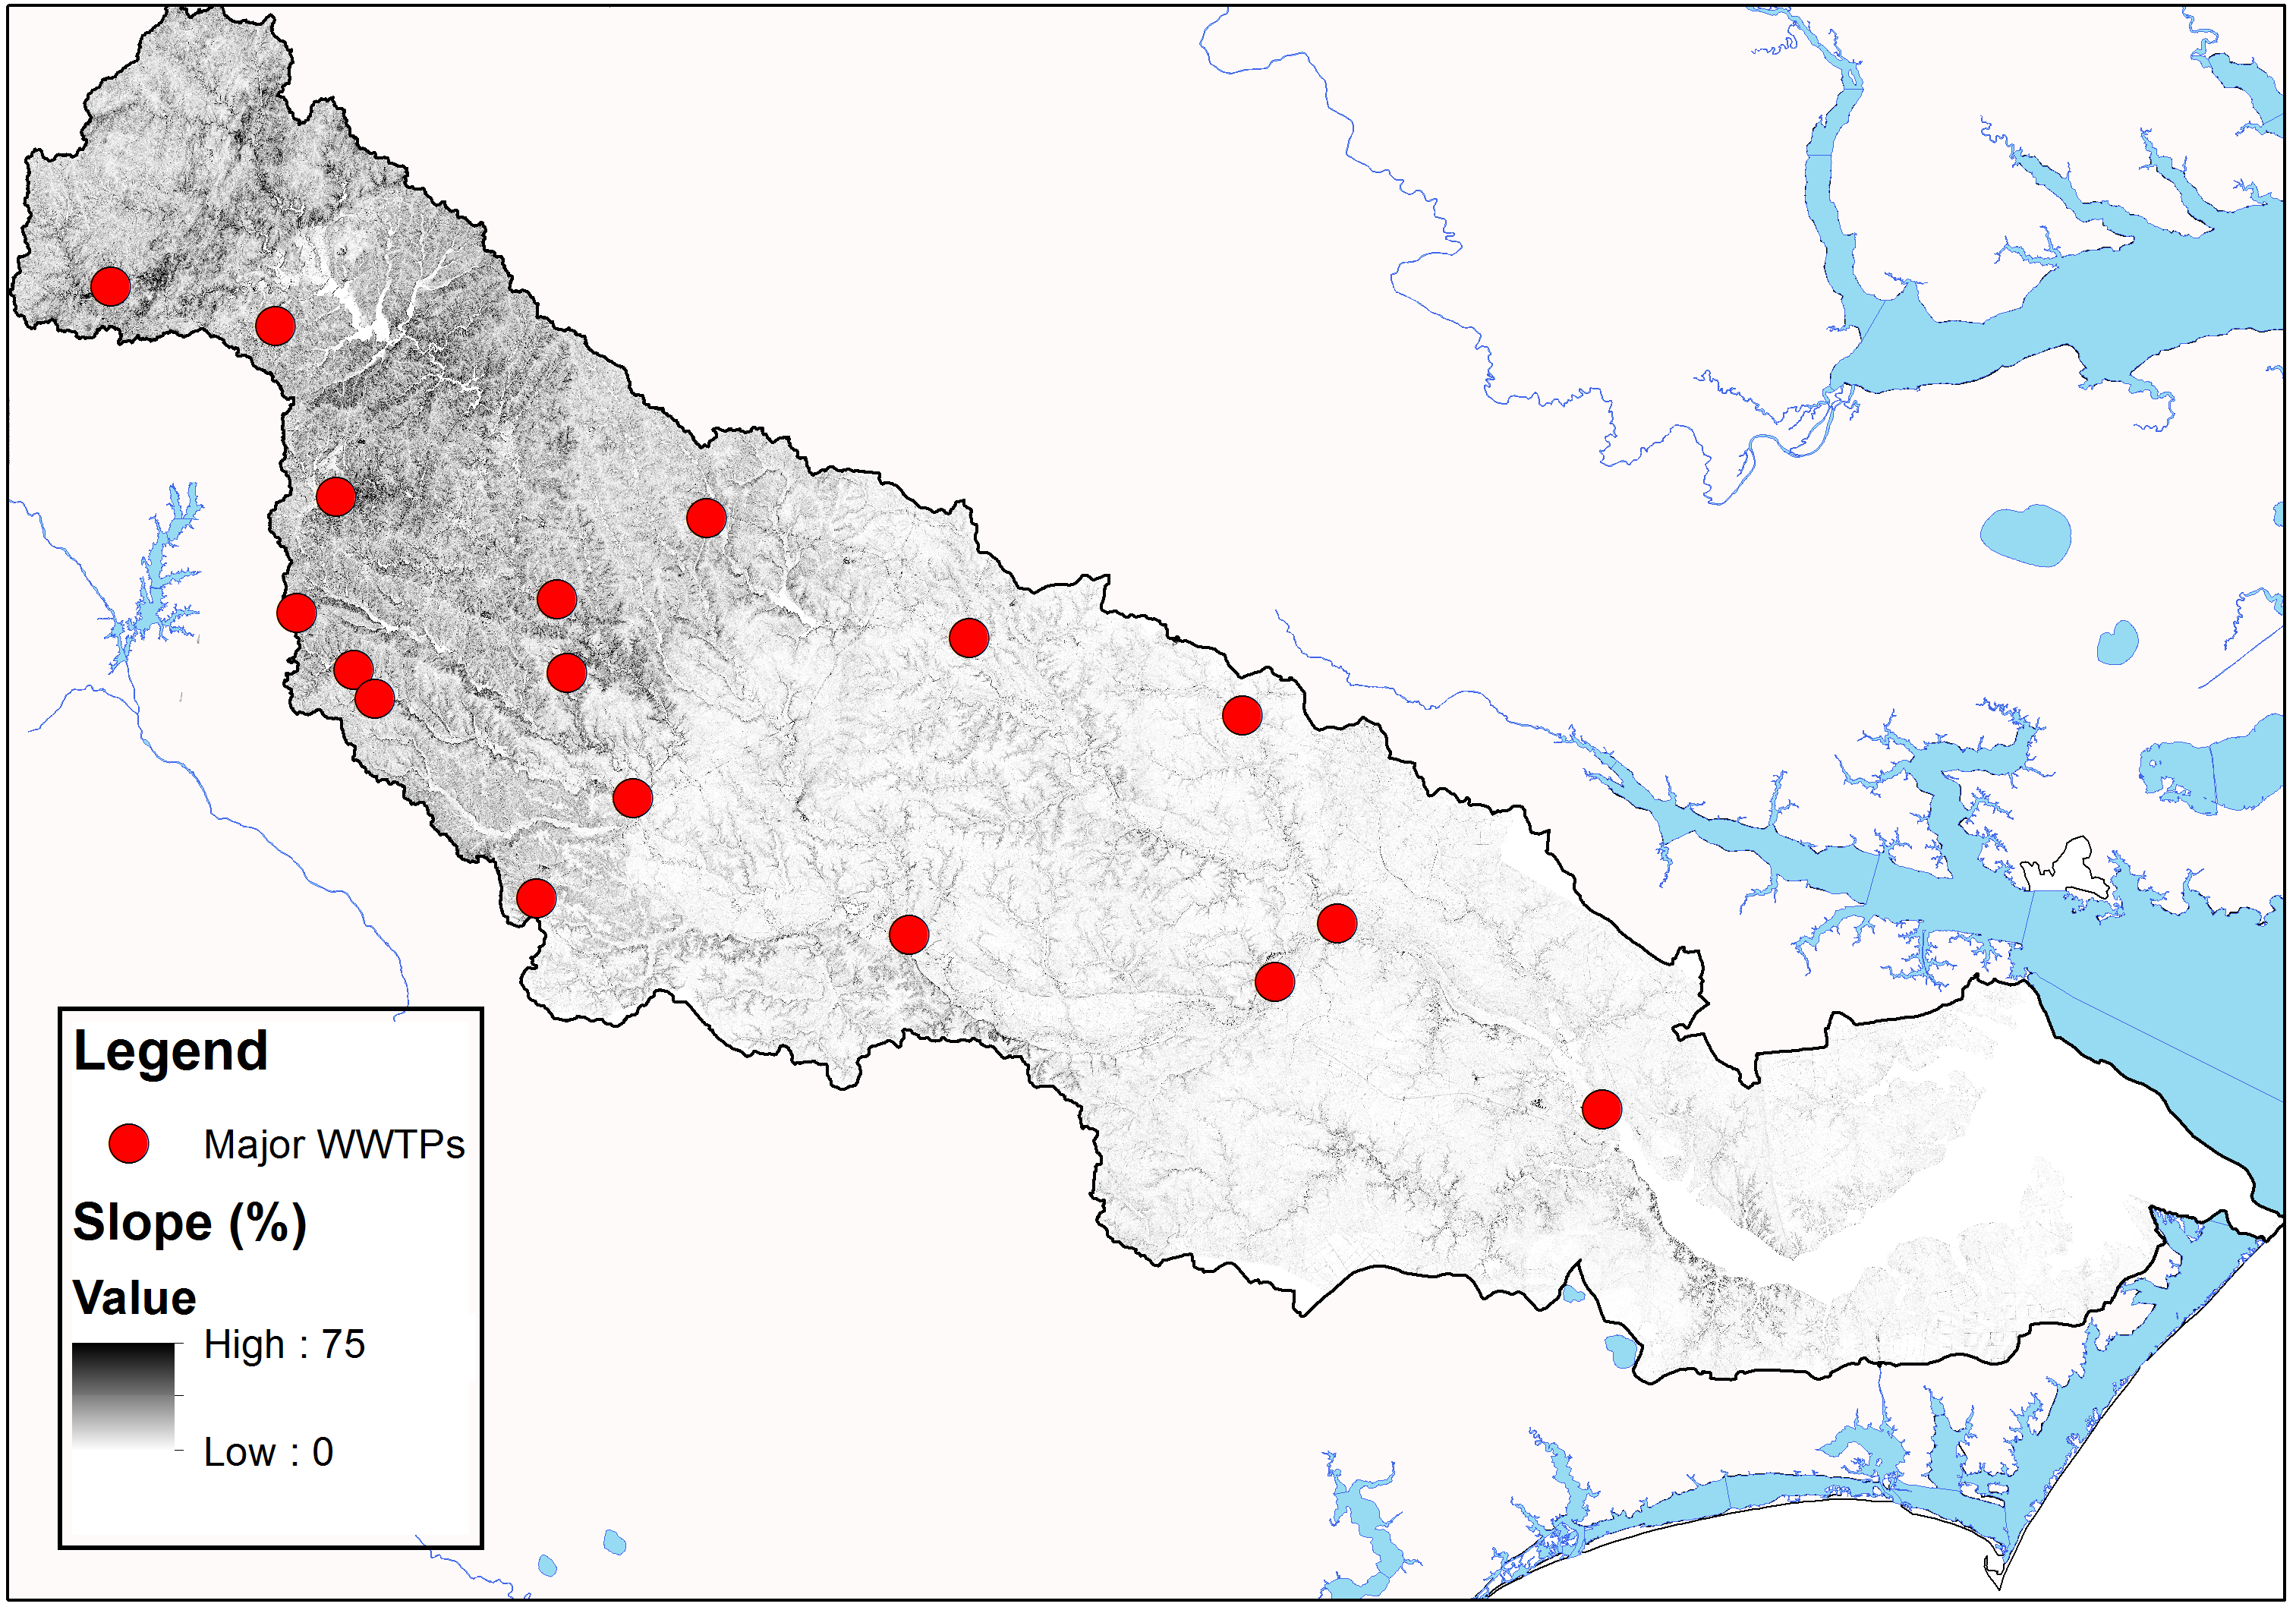 Legend
Major WWTPs
Slope (%)
Value
High : 75
Low : 0